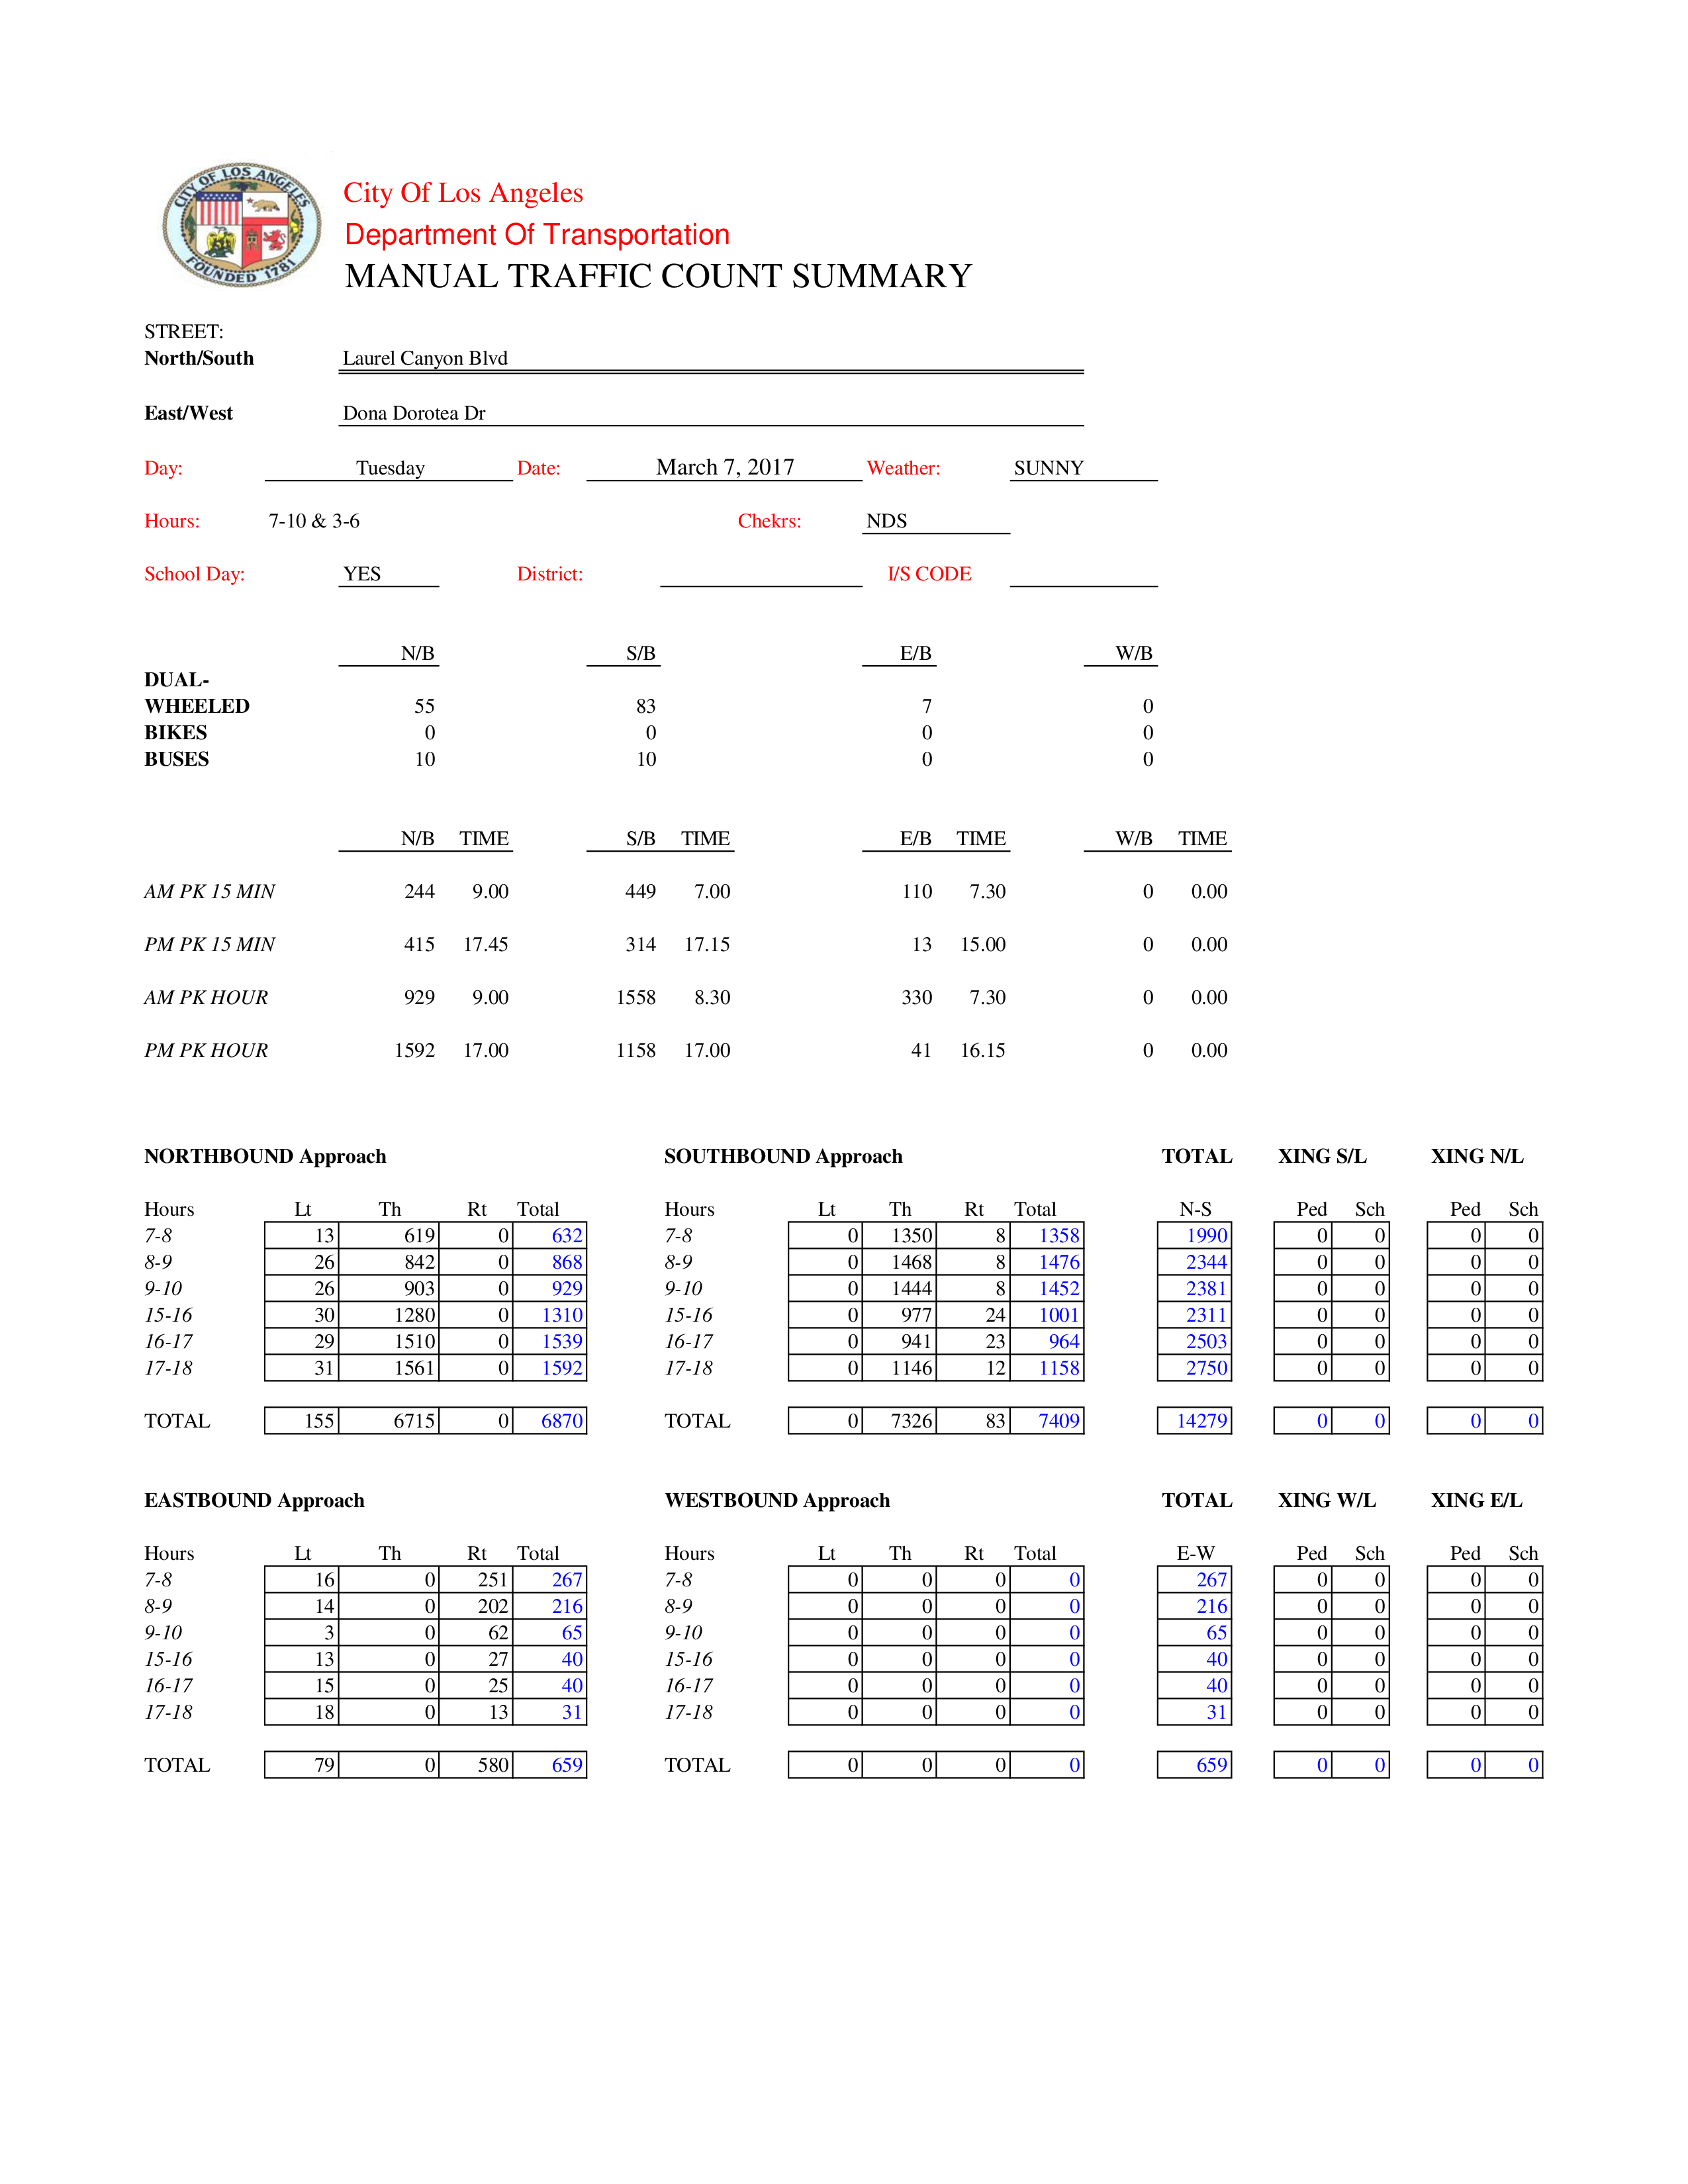 CITY OF LOS ANGELES
FOUNDED 1781
City Of Los Angeles
Department Of Transportation
MANUAL TRAFFIC COUNT SUMMARY
STREET:
North/South Laurel Canyon Blvd
East/West Dona Dorotea Dr
Day: Tuesday Date: March 7, 2017 Weather: SUNNY
Hours: 7-10 & 3-6 Chekrs: NDS
School Day: YES District: I/S CODE
N/B S/B E/B W/B
DUAL-
WHEELED 55 83 7 0
BIKES 0 0 0 0
BUSES 10 10 0 0
N/B TIME S/B TIME E/B TIME W/B TIME
AM PK 15 MIN 244 9.00 449 7.00 110 7.30 0 0.00
PM PK 15 MIN 415 17.45 314 17.15 13 15.00 0 0.00
AM PK HOUR 929 9.00 1558 8.30 330 7.30 0 0.00
PM PK HOUR 1592 17.00 1158 17.00 41 16.15 0 0.00
NORTHBOUND Approach SOUTHBOUND Approach TOTAL XING S/L XING N/L
Hours Lt Th Rt Total Hours Lt Th Rt Total N-S Ped Sch Ped Sch
7-8 13 619 0 632 7-8 0 1350 8 1358 1990 0 0 0 0
8-9 26 842 0 868 8-9 0 1468 8 1476 2344 0 0 0 0
9-10 26 903 0 929 9-10 0 1444 8 1452 2381 0 0 0 0
15-16 30 1280 0 1310 15-16 0 977 24 1001 2311 0 0 0 0
16-17 29 1510 0 1539 16-17 0 941 23 964 2503 0 0 0 0
17-18 31 1561 0 1592 17-18 0 1146 12 1158 2750 0 0 0 0
TOTAL 155 6715 0 6870 TOTAL 0 7326 83 7409 14279 0 0 0 0
EASTBOUND Approach WESTBOUND Approach TOTAL XING W/L XING E/L
Hours Lt Th Rt Total Hours Lt Th Rt Total E-W Ped Sch Ped Sch
7-8 16 0 251 267 7-8 0 0 0 0 267 0 0 0 0
8-9 14 0 202 216 8-9 0 0 0 0 216 0 0 0 0
9-10 3 0 62 65 9-10 0 0 0 0 65 0 0 0 0
15-16 13 0 27 40 15-16 0 0 0 0 40 0 0 0 0
16-17 15 0 25 40 16-17 0 0 0 0 40 0 0 0 0
17-18 18 0 13 31 17-18 0 0 0 0 31 0 0 0 0
TOTAL 79 0 580 659 TOTAL 0 0 0 0 659 0 0 0 0